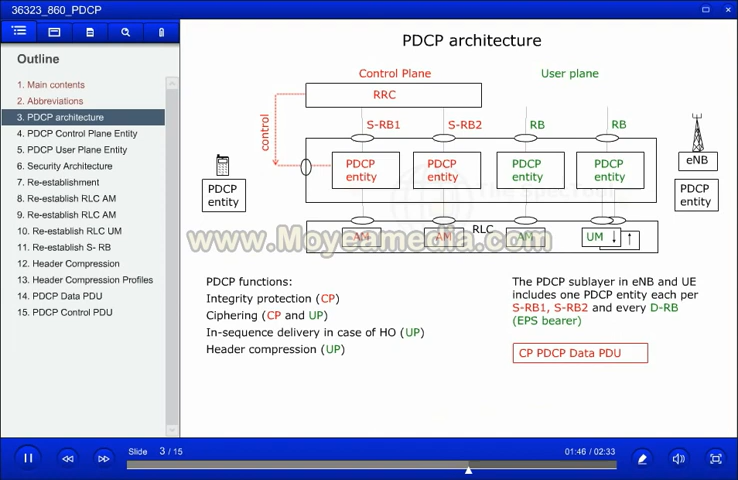 36323_860_PDCP
Outline
1. Main contents
2. Abbreviations
3. PDCP architecture
4. PDCP Control Plane Entity
5. PDCP User Plane Entity
6. Security Architecture
7. Re-establishment
8. Re-establish RLC AM
9. Re-establish RLC AM
10. Re-establish RLC UM
11. Re-establish S- RB
12. Header Compression
13. Header Compression Profiles
14. PDCP Data PDU
15. PDCP Control PDU
PDCP architecture
Control Plane
User plane
RRC
control
S-RB1
S-RB2
RB
RB
PDCP
entity
PDCP
entity
PDCP
entity
PDCP
entity
PDCP
entity
eNB
PDCP
entity
RLC
AM
AM
AM
UM
www.Moyeamedia.com
PDCP functions:
Integrity protection (CP)
Ciphering (CP and UP)
In-sequence delivery in case of HO (UP)
Header compression (UP)
The PDCP sublayer in eNB and UE
includes one PDCP entity each per
S-RB1, S-RB2 and every D-RB
(EPS bearer)
CP PDCP Data PDU
Slide 3 / 15
01:46 / 02:33